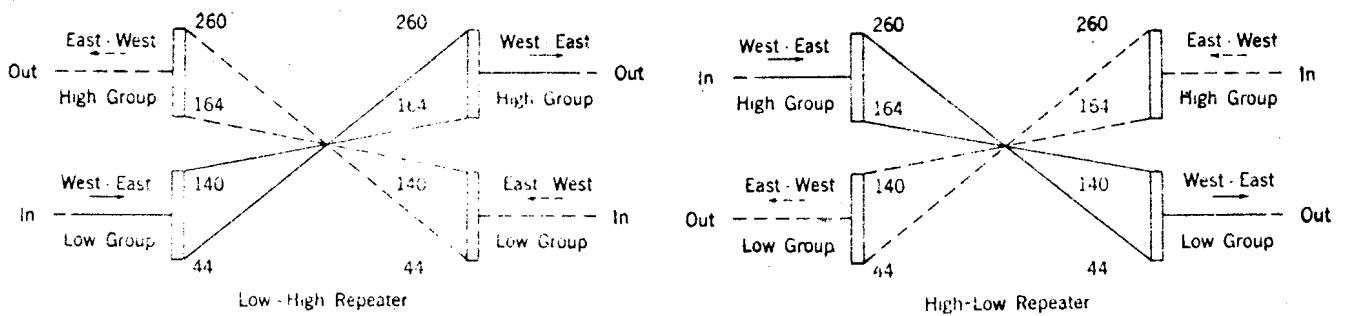 260 260
East-West West-East
Out Out
High Group 164 164 High Group
West-East 140 140 East-West
In In
Low Group Low Group
44 44
Low-High Repeater
260 260
West-East East-West
In In
High Group 164 164 High Group
East-West 140 140 West-East
Out Out
Low Group Low Group
44 44
High-Low Repeater